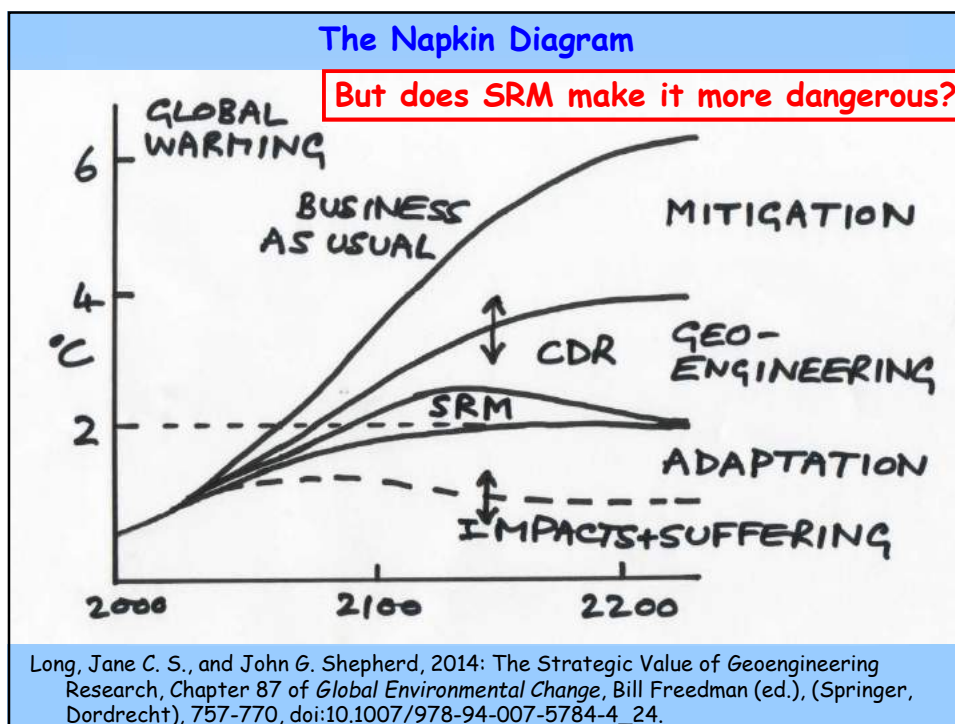 The Napkin Diagram
But does SRM make it more dangerous?
GLOBAL
WARMING
6
BUSINESS
AS USUAL
MITIGATION
4
°C
CDR
GEO-
ENGINEERING
SRM
2
ADAPTATION
IMPACTS+SUFFERING
2000
2100
2200
Long, Jane C. S., and John G. Shepherd, 2014: The Strategic Value of Geoengineering
Research, Chapter 87 of Global Environmental Change, Bill Freedman (ed.), (Springer,
Dordrecht), 757-770, doi:10.1007/978-94-007-5784-4_24.